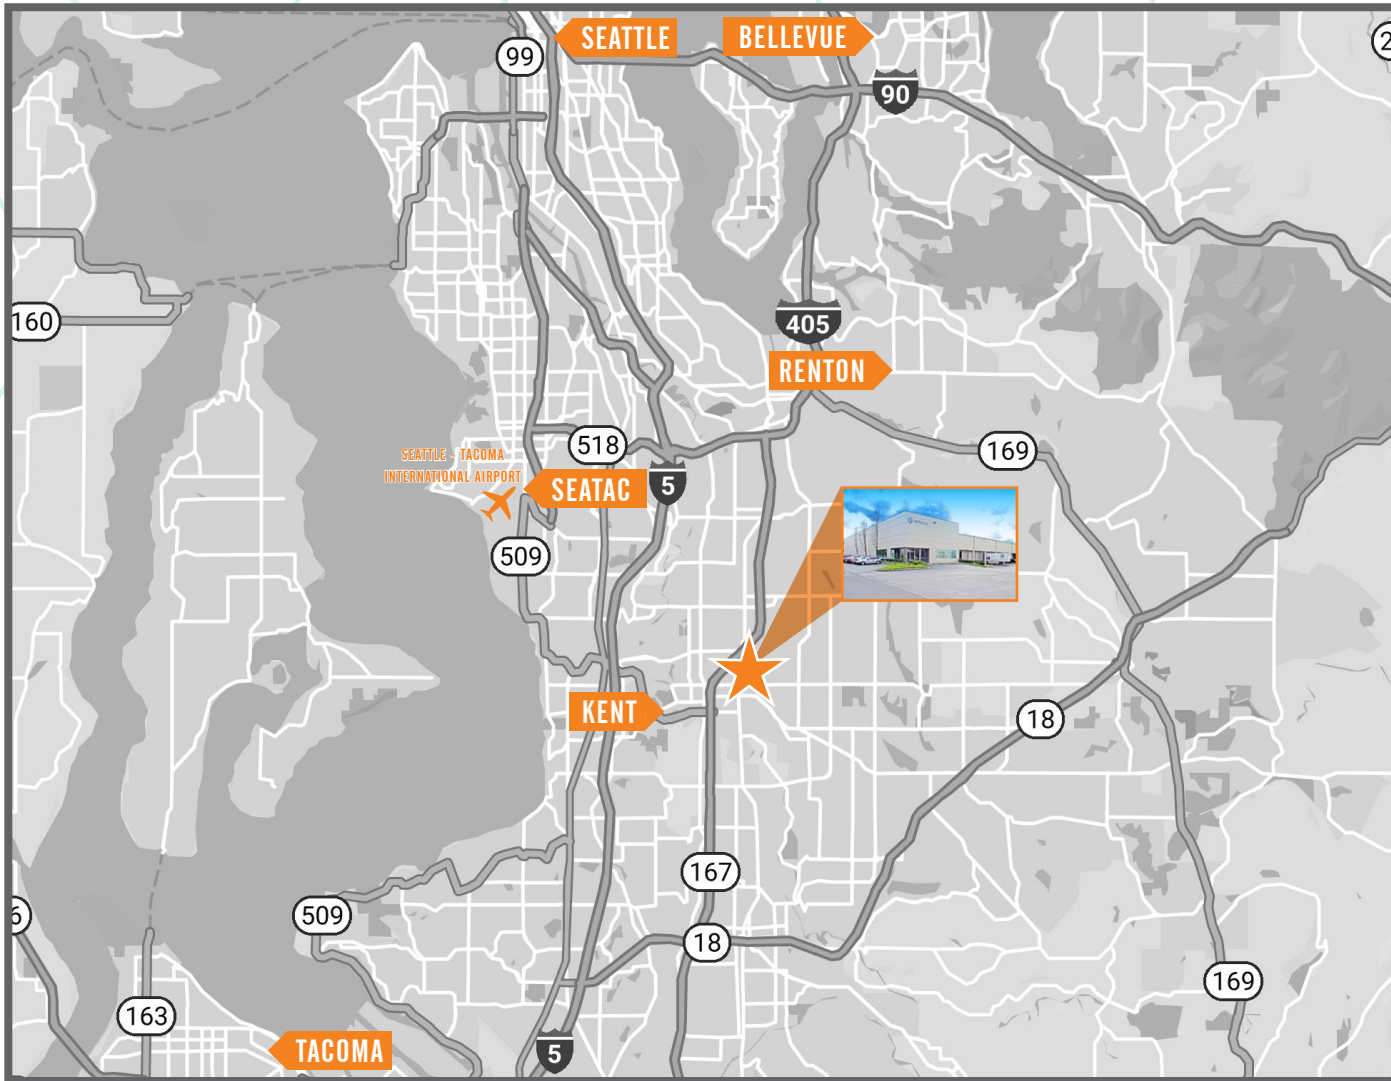 SEATTLE
BELLEVUE
99
90
160
405
RENTON
518
169
SEATTLE - TACOMA
INTERNATIONAL AIRPORT
SEATAC
5
509
KENT
18
167
509
18
169
163
TACOMA
5